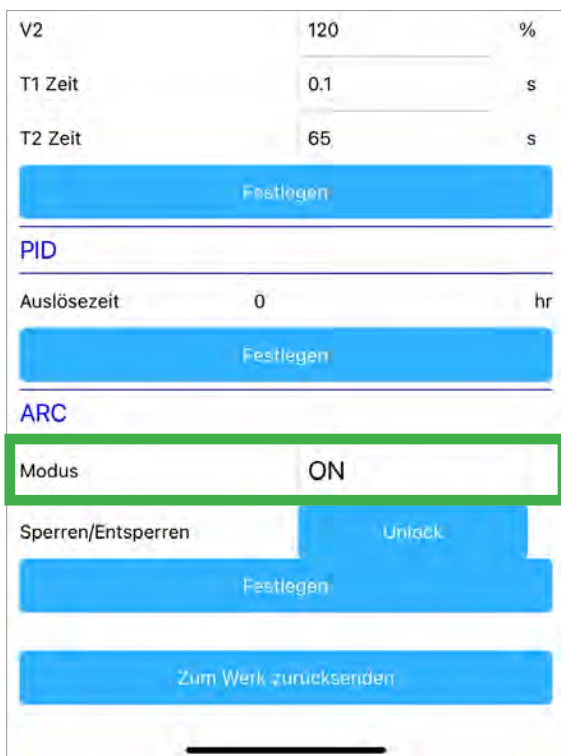 V2 120 %
T1 Zeit 0.1 s
T2 Zeit 65 s
Festlegen
PID
Auslösezeit 0 hr
Festlegen
ARC
Modus ON
Sperren/Entsperren Unlock
Festlegen
Zum Werk zurücksenden